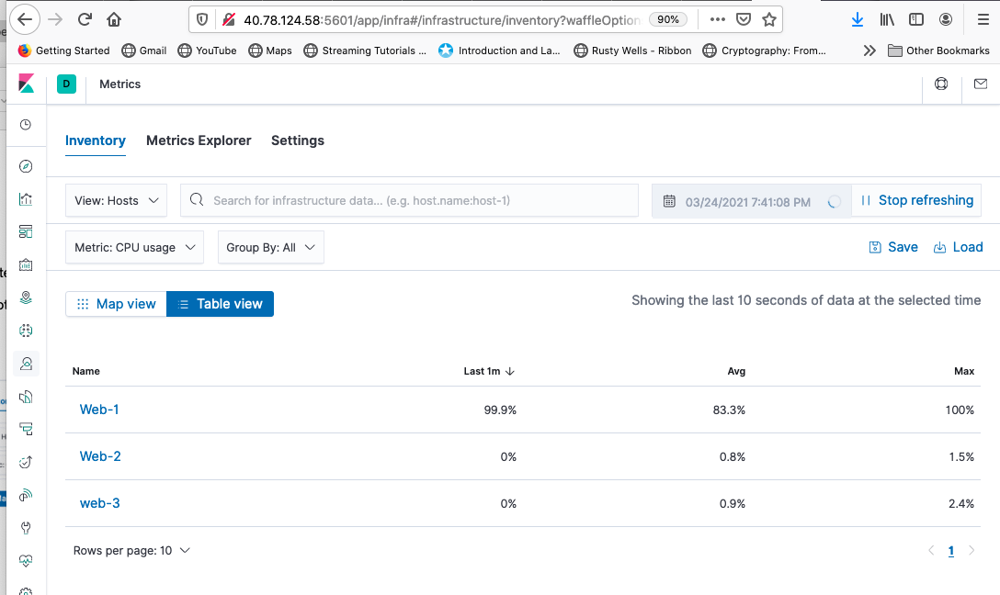 40.78.124.58:5601/app/infra#/infrastructure/inventory?waffleOption 90%
Getting Started Gmail YouTube Maps Streaming Tutorials ... Introduction and La... Rusty Wells - Ribbon Cryptography: From... Other Bookmarks
D Metrics
Inventory Metrics Explorer Settings
View: Hosts Search for infrastructure data... (e.g. host.name:host-1) 03/24/2021 7:41:08 PM Stop refreshing
Metric: CPU usage Group By: All Save Load
Map view Table view Showing the last 10 seconds of data at the selected time
Name Last 1m Avg Max
Web-1 99.9% 83.3% 100%
Web-2 0% 0.8% 1.5%
web-3 0% 0.9% 2.4%
Rows per page: 10 1